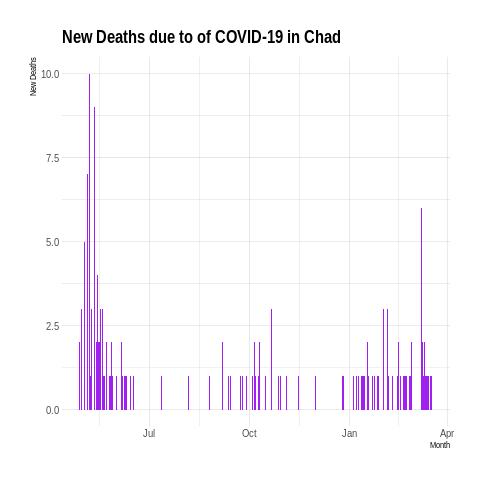 New Deaths due to of COVID-19 in Chad
New Deaths
10.0
7.5
5.0
2.5
0.0
Jul
Oct
Jan
Apr
Month